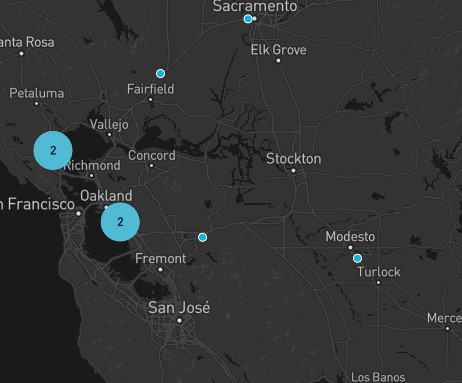 Sacramento
anta Rosa
Elk Grove
Petaluma
Fairfield
Vallejo
2
Richmond
Concord
Stockton
n Francisco
Oakland
2
Modesto
Fremont
Turlock
San José
Merce
Los Banos